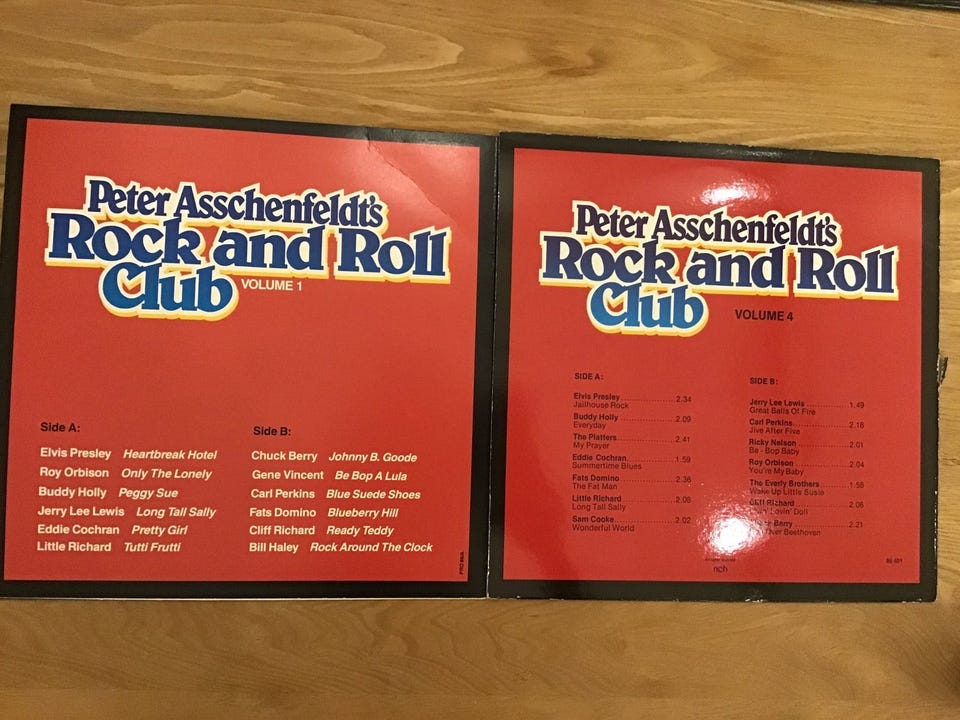 Peter Asschenfeldt's
Rock and Roll
Club VOLUME 1
Side A:
Elvis Presley Heartbreak Hotel
Roy Orbison Only The Lonely
Buddy Holly Peggy Sue
Jerry Lee Lewis Long Tall Sally
Eddie Cochran Pretty Girl
Little Richard Tutti Frutti
Side B:
Chuck Berry Johnny B. Goode
Gene Vincent Be Bop A Lula
Carl Perkins Blue Suede Shoes
Fats Domino Blueberry Hill
Cliff Richard Ready Teddy
Bill Haley Rock Around The Clock
Peter Asschenfeldt's
Rock and Roll
Club VOLUME 4
SIDE A:
Elvis Presley 2.34
Jailhouse Rock
Buddy Holly 2.09
Everyday
The Platters 2.41
My Prayer
Eddie Cochran 1.59
Summertime Blues
Fats Domino 2.36
The Fat Man
Little Richard 2.08
Long Tall Sally
Sam Cooke 2.02
Wonderful World
SIDE B:
Jerry Lee Lewis 1.49
Great Balls Of Fire
Carl Perkins 2.18
Jive After Five
Ricky Nelson 2.01
Be - Bop Baby
Roy Orbison 2.04
You're My Baby
The Everly Brothers 1.58
Wake Up Little Susie
Cliff Richard 2.06
Lovin' Doll
Berry 2.21
Over Beethoven
nch